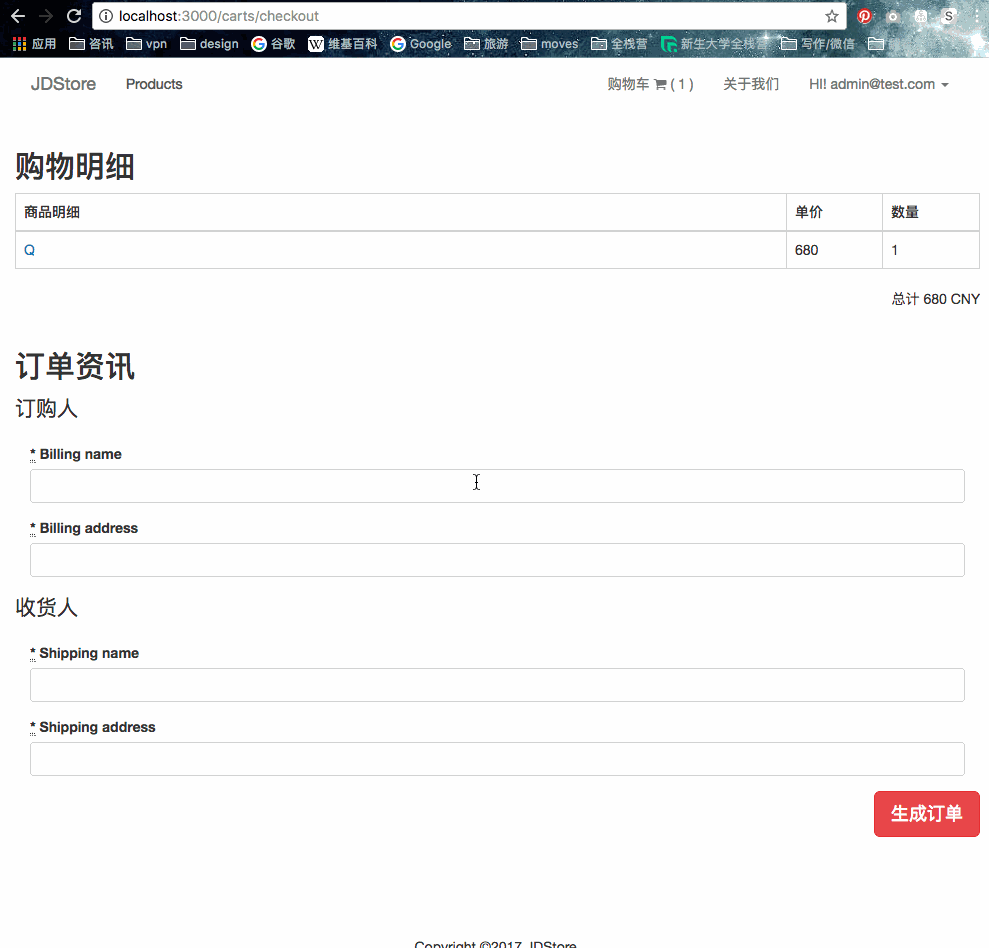 localhost:3000/carts/checkout
应用 咨讯 vpn design 谷歌 W 维基百科 Google 旅游 moves 全栈营 新生大学全栈营 写作/微信
JDStore Products 购物车 ( 1 ) 关于我们 HI! admin@test.com
购物明细
商品明细 单价 数量
Q 680 1
总计 680 CNY
订单资讯
订购人
* Billing name
* Billing address
收货人
* Shipping name
* Shipping address
生成订单
Copyright ©2017 JDStore